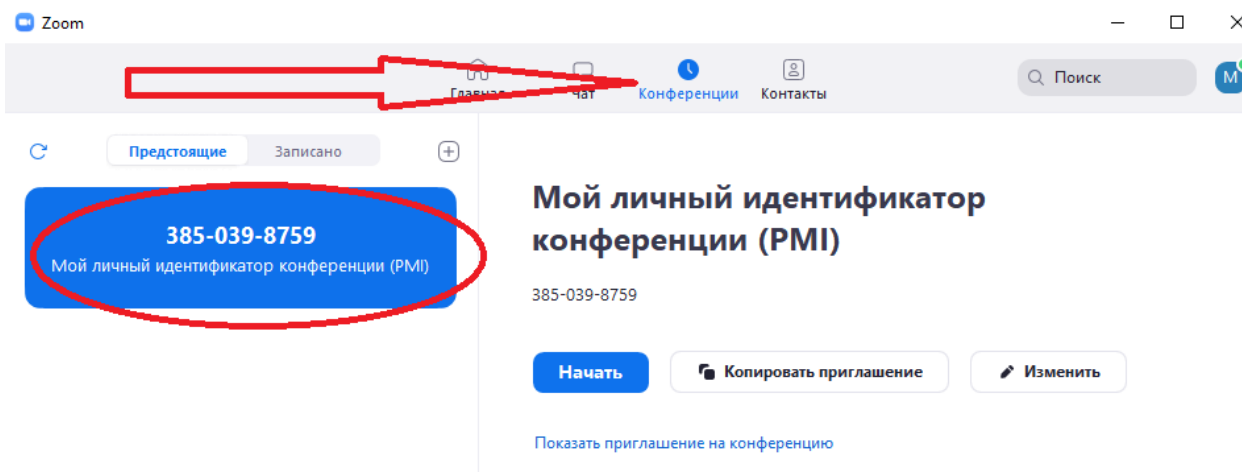 Zoom
Главная
Чат
Конференции
Контакты
Поиск
М
Предстоящие
Записано
385-039-8759
Мой личный идентификатор конференции (PMI)
Мой личный идентификатор
конференции (PMI)
385-039-8759
Начать
Копировать приглашение
Изменить
Показать приглашение на конференцию